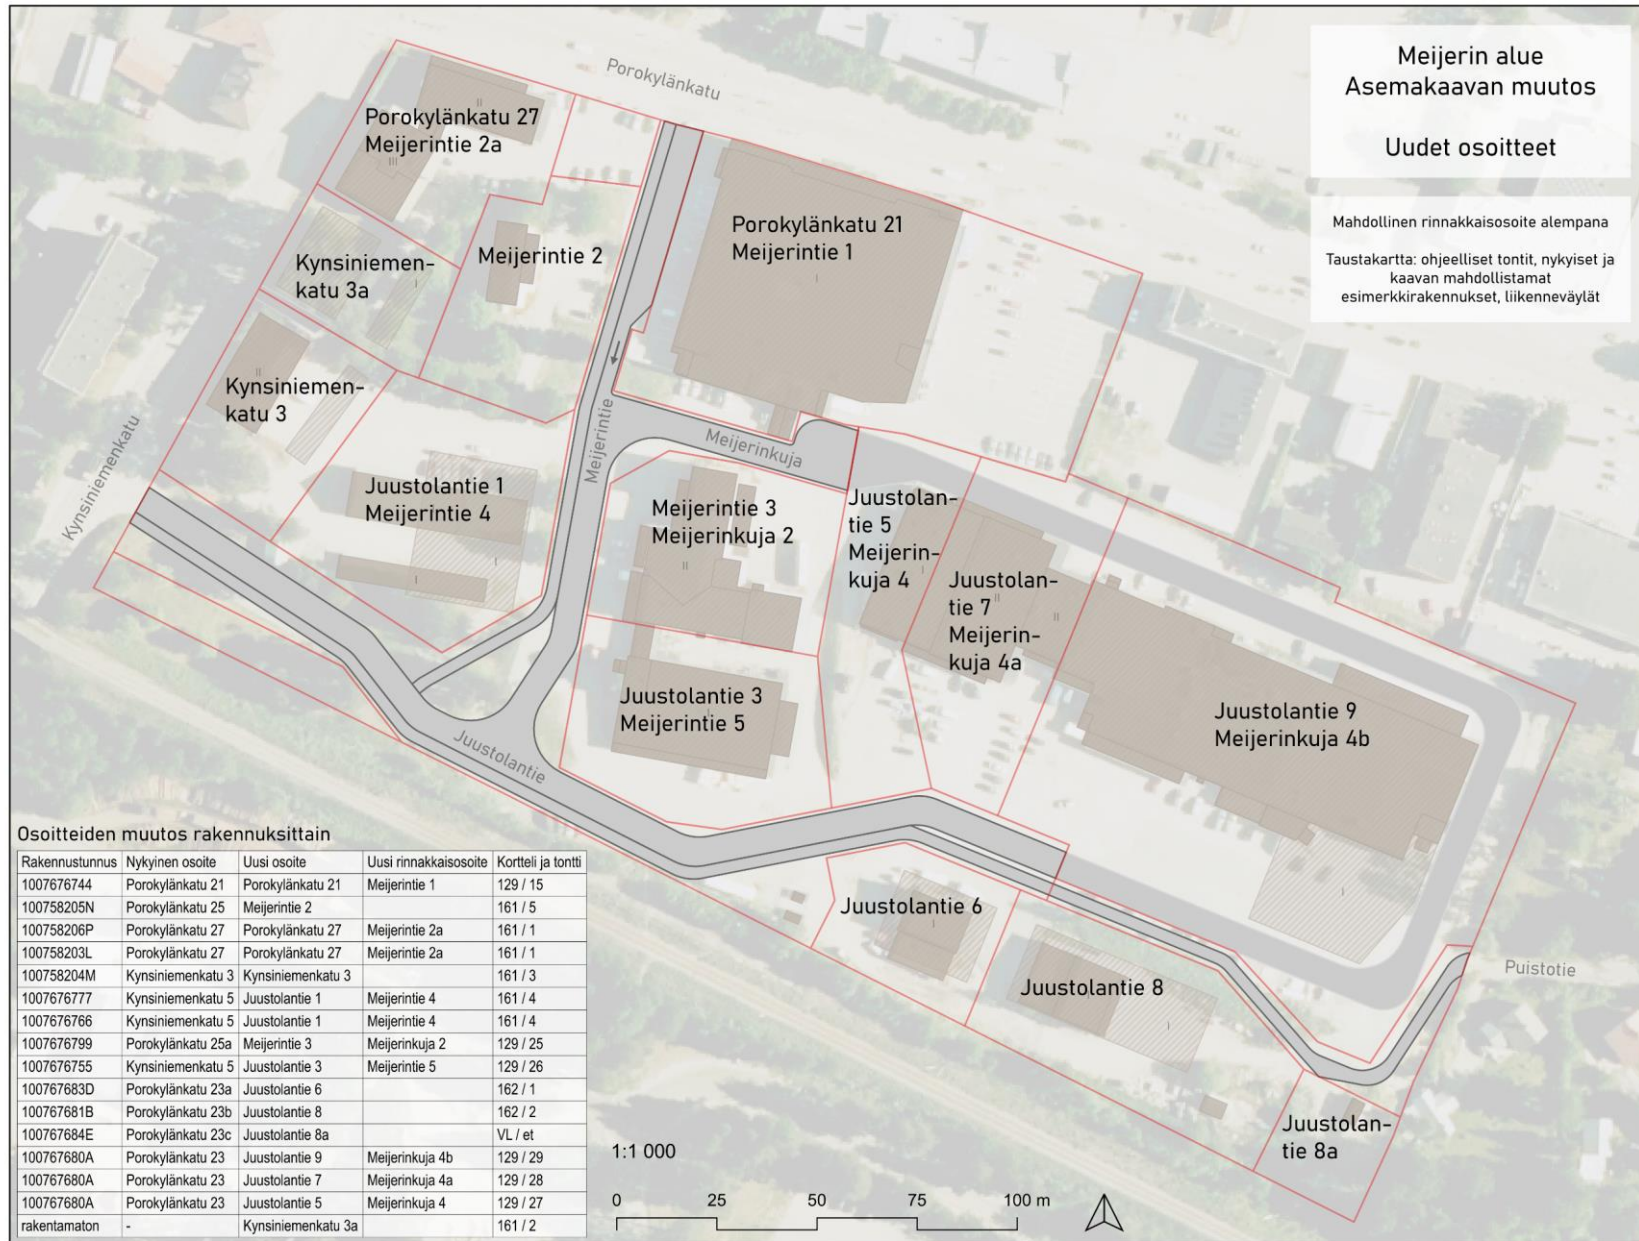 Meijerin alue
Asemakaavan muutos
Uudet osoitteet
Mahdollinen rinnakkaisosoite alempana
Taustakartta: ohjeelliset tontit, nykyiset ja
kaavan mahdollistamat
esimerkkirakennukset, liikenneväylät
Porokylänkatu
Porokylänkatu 27
Meijerintie 2a
Porokylänkatu 21
Meijerintie 1
Meijerintie 2
Kynsiniemen-
katu 3a
Kynsiniemen-
katu 3
Kynsiniemenkatu
Meijerintie
Meijerinkuja
Juustolantie 1
Meijerintie 4
Meijerintie 3
Meijerinkuja 2
Juustolan-
tie 5
Meijerin-
kuja 4
Juustolan-
tie 7
Meijerin-
kuja 4a
Juustolantie 3
Meijerintie 5
Juustolantie 9
Meijerinkuja 4b
Juustolantie
Juustolantie 6
Juustolantie 8
Puistotie
Juustolan-
tie 8a
Osoitteiden muutos rakennuksittain
Rakennustunnus Nykyinen osoite Uusi osoite Uusi rinnakkaisosoite Kortteli ja tontti
1007676744 Porokylänkatu 21 Porokylänkatu 21 Meijerintie 1 129 / 15
100758205N Porokylänkatu 25 Meijerintie 2 161 / 5
100758206P Porokylänkatu 27 Porokylänkatu 27 Meijerintie 2a 161 / 1
100758203L Porokylänkatu 27 Porokylänkatu 27 Meijerintie 2a 161 / 1
100758204M Kynsiniemenkatu 3 Kynsiniemenkatu 3 161 / 3
1007676777 Kynsiniemenkatu 5 Juustolantie 1 Meijerintie 4 161 / 4
1007676766 Kynsiniemenkatu 5 Juustolantie 1 Meijerintie 4 161 / 4
1007676799 Porokylänkatu 25a Meijerintie 3 Meijerinkuja 2 129 / 25
1007676755 Kynsiniemenkatu 5 Juustolantie 3 Meijerintie 5 129 / 26
100767683D Porokylänkatu 23a Juustolantie 6 162 / 1
100767681B Porokylänkatu 23b Juustolantie 8 162 / 2
100767684E Porokylänkatu 23c Juustolantie 8a VL / et
100767680A Porokylänkatu 23 Juustolantie 9 Meijerinkuja 4b 129 / 29
100767680A Porokylänkatu 23 Juustolantie 7 Meijerinkuja 4a 129 / 28
100767680A Porokylänkatu 23 Juustolantie 5 Meijerinkuja 4 129 / 27
rakentamaton - Kynsiniemenkatu 3a 161 / 2
1:1 000
0 25 50 75 100 m